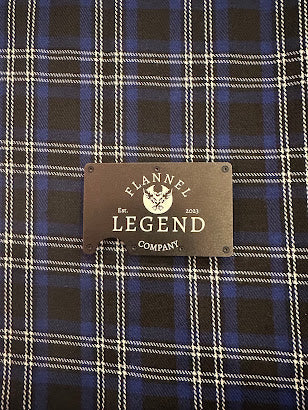 FLANNEL
Est. 2023
LEGEND
COMPANY